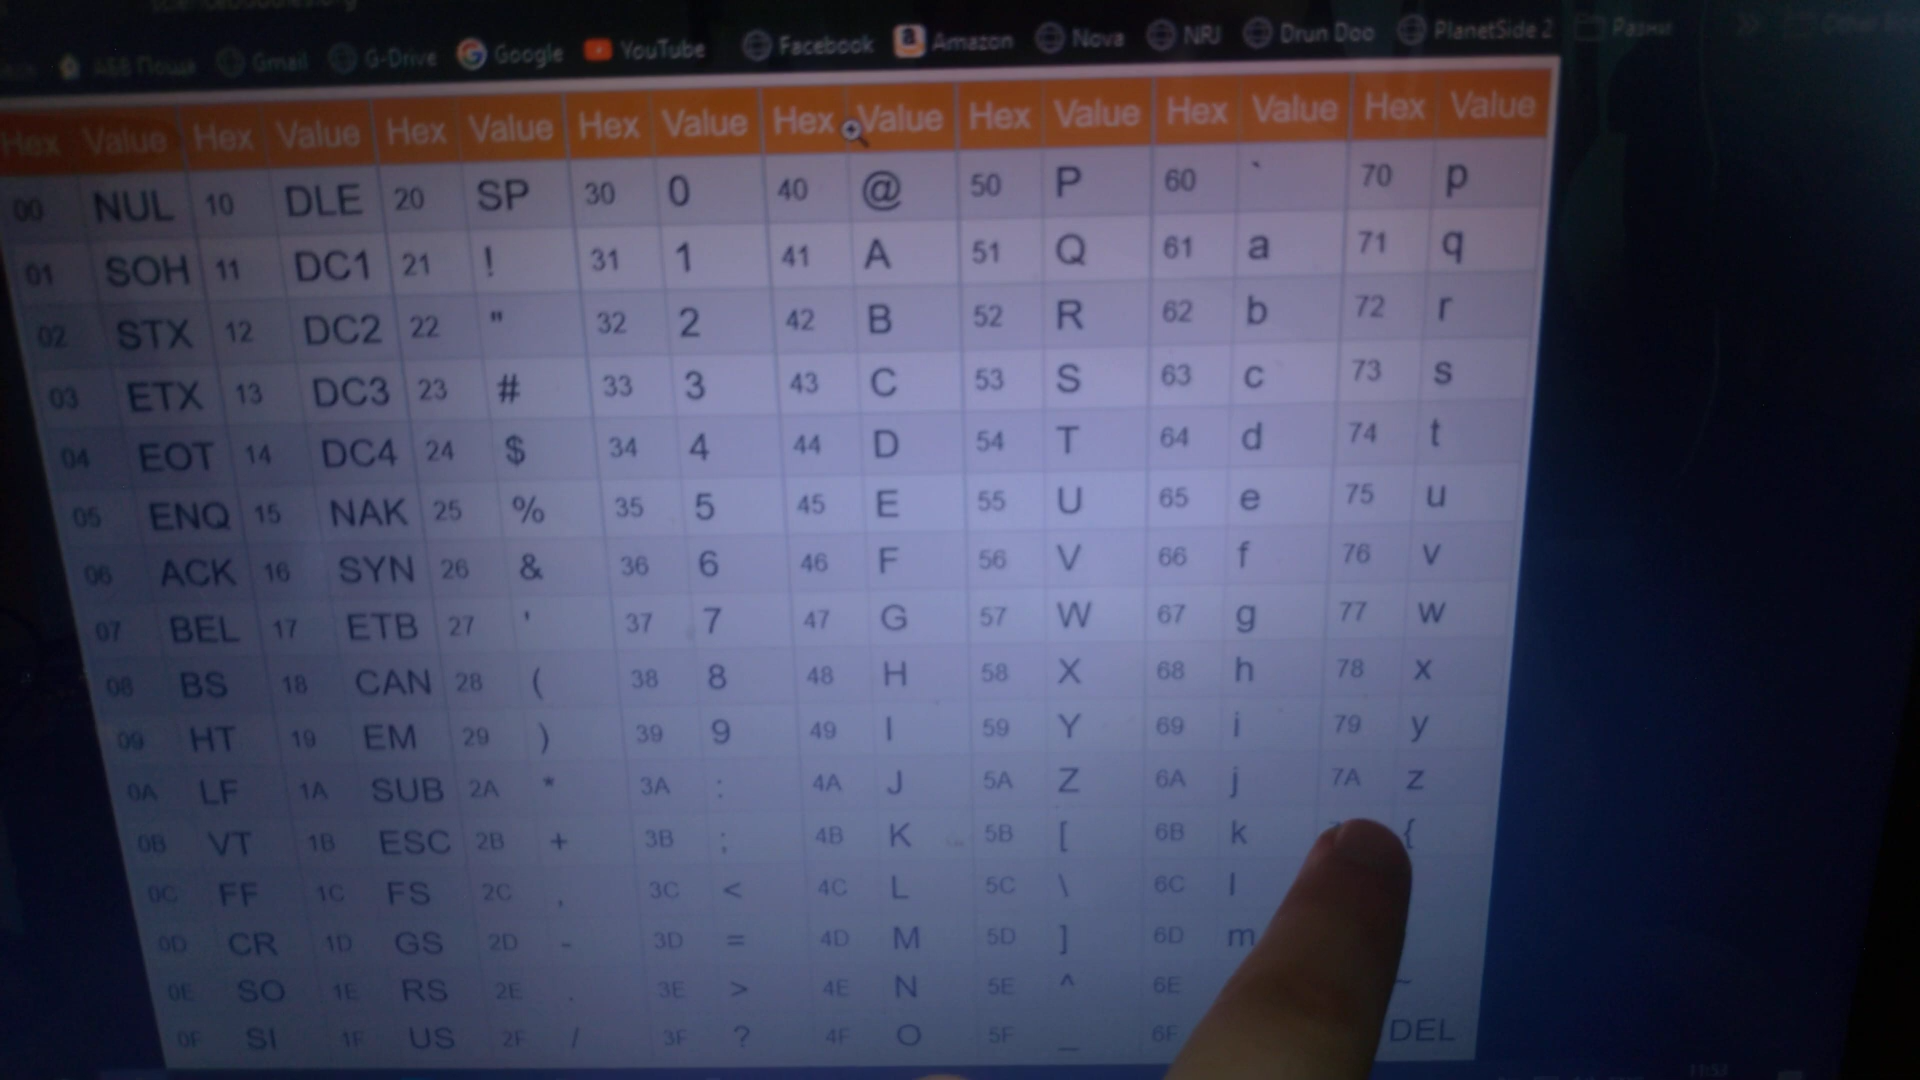 Gmail G-Drive Google YouTube Facebook Amazon Nova NRJ Drun Doo PlanetSide 2
Hex Value Hex Value Hex Value Hex Value Hex Value Hex Value Hex Value Hex Value
00 NUL 10 DLE 20 SP 30 0 40 @ 50 P 60 ` 70 p
01 SOH 11 DC1 21 ! 31 1 41 A 51 Q 61 a 71 q
02 STX 12 DC2 22 " 32 2 42 B 52 R 62 b 72 r
03 ETX 13 DC3 23 # 33 3 43 C 53 S 63 c 73 s
04 EOT 14 DC4 24 $ 34 4 44 D 54 T 64 d 74 t
05 ENQ 15 NAK 25 % 35 5 45 E 55 U 65 e 75 u
06 ACK 16 SYN 26 & 36 6 46 F 56 V 66 f 76 v
07 BEL 17 ETB 27 ' 37 7 47 G 57 W 67 g 77 w
08 BS 18 CAN 28 ( 38 8 48 H 58 X 68 h 78 x
09 HT 19 EM 29 ) 39 9 49 I 59 Y 69 i 79 y
0A LF 1A SUB 2A * 3A : 4A J 5A Z 6A j 7A z
0B VT 1B ESC 2B + 3B ; 4B K 5B [ 6B k {
0C FF 1C FS 2C , 3C < 4C L 5C \ 6C l
0D CR 1D GS 2D - 3D = 4D M 5D ] 6D m
0E SO 1E RS 2E . 3E > 4E N 5E ^ 6E ~
0F SI 1F US 2F / 3F ? 4F O 5F _ 6F DEL
11:53